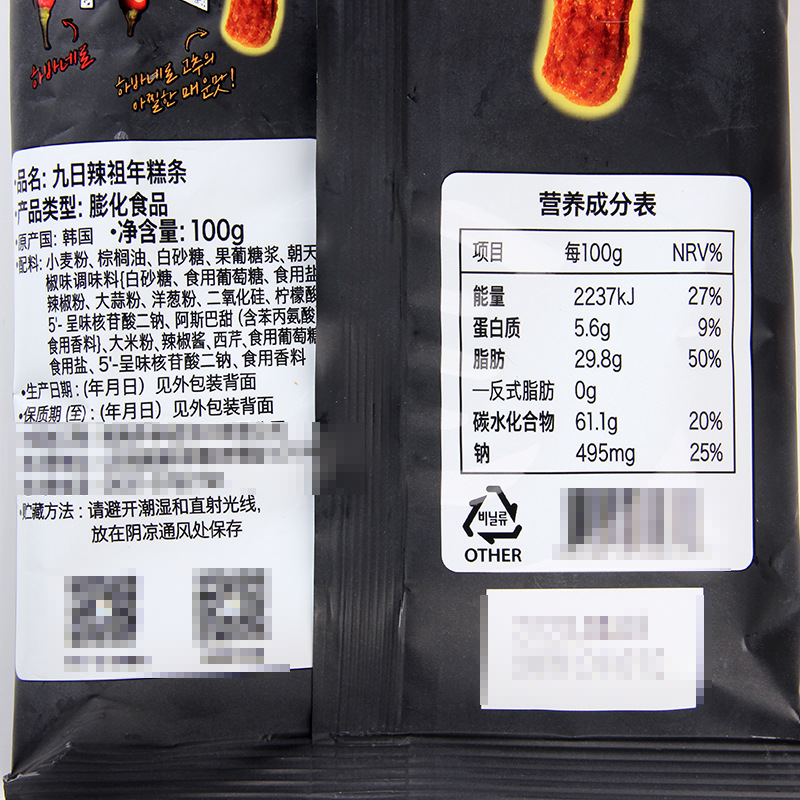 하바네로
하바네로 고추의
아찔한 매운맛!
·品名: 九日辣祖年糕条
·产品类型: 膨化食品
·原产国: 韩国 ·净含量: 100g
·配料: 小麦粉、棕榈油、白砂糖、果葡糖浆、朝天
椒味调味料{白砂糖、食用葡萄糖、食用盐
辣椒粉、大蒜粉、洋葱粉、二氧化硅、柠檬酸
5'-呈味核苷酸二钠、阿斯巴甜 (含苯丙氨酸
食用香料}、大米粉、辣椒酱、西芹、食用葡萄糖
食用盐、5'-呈味核苷酸二钠、食用香料
·生产日期: (年月日) 见外包装背面
·保质期 (至) : (年月日) 见外包装背面
·贮藏方法 : 请避开潮湿和直射光线,
放在阴凉通风处保存
营养成分表
项目 每100g NRV%
能量 2237kJ 27%
蛋白质 5.6g 9%
脂肪 29.8g 50%
—反式脂肪 0g
碳水化合物 61.1g 20%
钠 495mg 25%
비닐류
OTHER